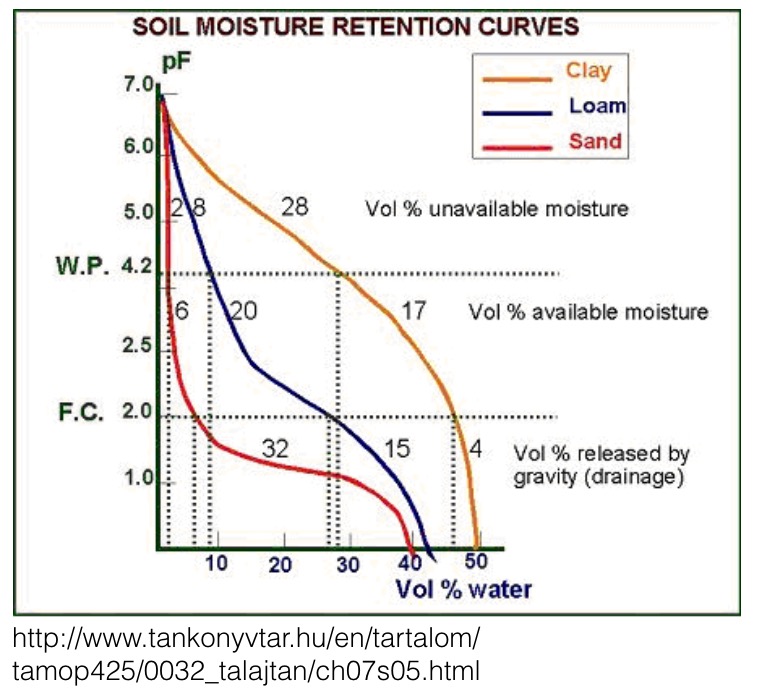 SOIL MOISTURE RETENTION CURVES
pF
Clay
Loam
Sand
7.0
6.0
5.0
2 8 28 Vol % unavailable moisture
W.P. 4.2
6 20 17 Vol % available moisture
2.5
F.C. 2.0
32 15 4 Vol % released by
gravity (drainage)
1.0
10 20 30 40 50
Vol % water
http://www.tankonyvtar.hu/en/tartalom/
tamop425/0032_talajtan/ch07s05.html